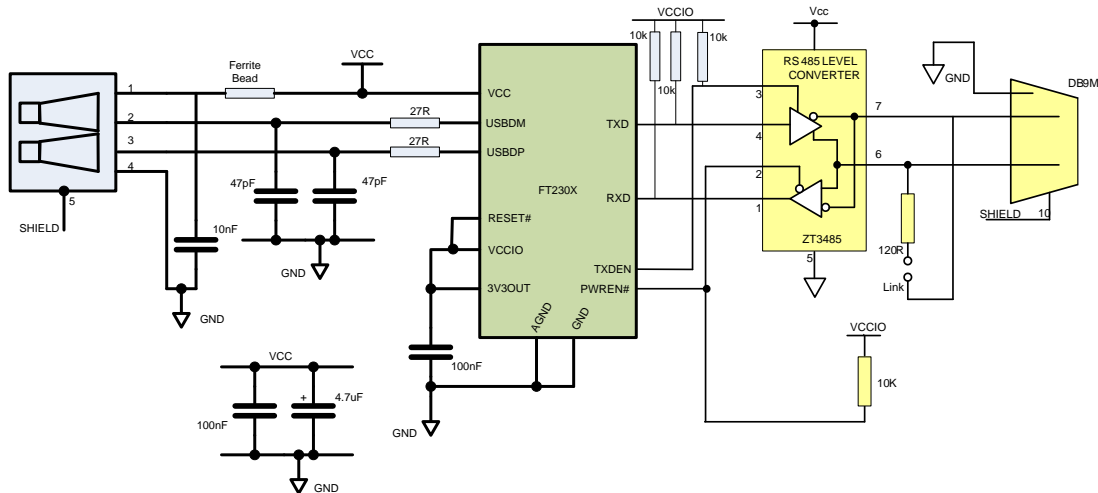 VCCIO
Vcc
10k
10k
10k
RS 485 LEVEL
CONVERTER
GND
DB9M
VCC
Ferrite
Bead
1
2
3
4
5
SHIELD
27R
27R
47pF
47pF
10nF
GND
GND
VCC
USBDM
USBDP
RESET#
VCCIO
3V3OUT
FT230X
TXD
RXD
TXDEN
PWREN#
AGND
GND
3
4
2
1
7
6
5
ZT3485
SHIELD
10
120R
Link
VCCIO
10K
100nF
GND
VCC
100nF
+
4.7uF
GND